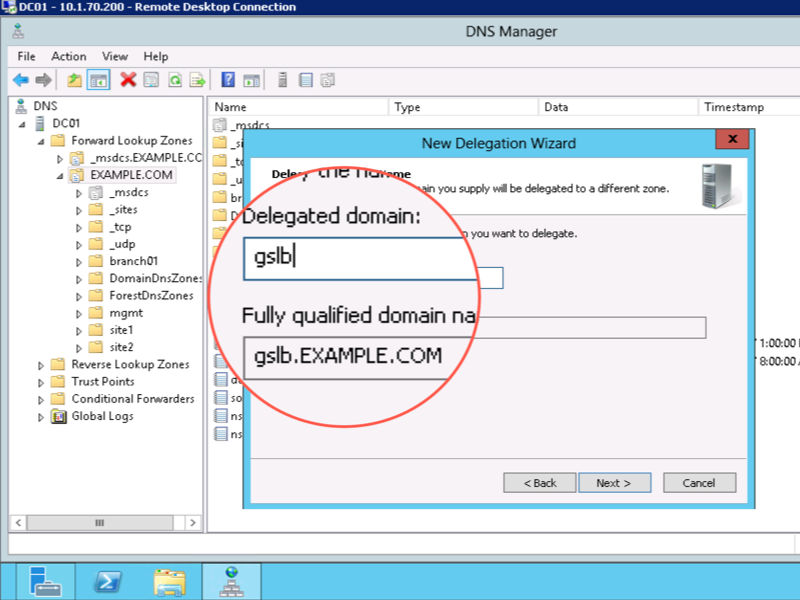 DC01 - 10.1.70.200 - Remote Desktop Connection
DNS Manager
File Action View Help
DNS
DC01
Forward Lookup Zones
_msdcs.EXAMPLE.CC
EXAMPLE.COM
_msdcs
_sites
_tcp
_udp
branch01
DomainDnsZones
ForestDnsZones
mgmt
site1
site2
Reverse Lookup Zones
Trust Points
Conditional Forwarders
Global Logs
Name Type Data Timestamp
_msdcs
New Delegation Wizard
main you supply will be delegated to a different zone.
you want to delegate.
Delegated domain:
gslb
Fully qualified domain na
gslb.EXAMPLE.COM
1:00:00
8:00:00
ns
ns
< Back Next > Cancel